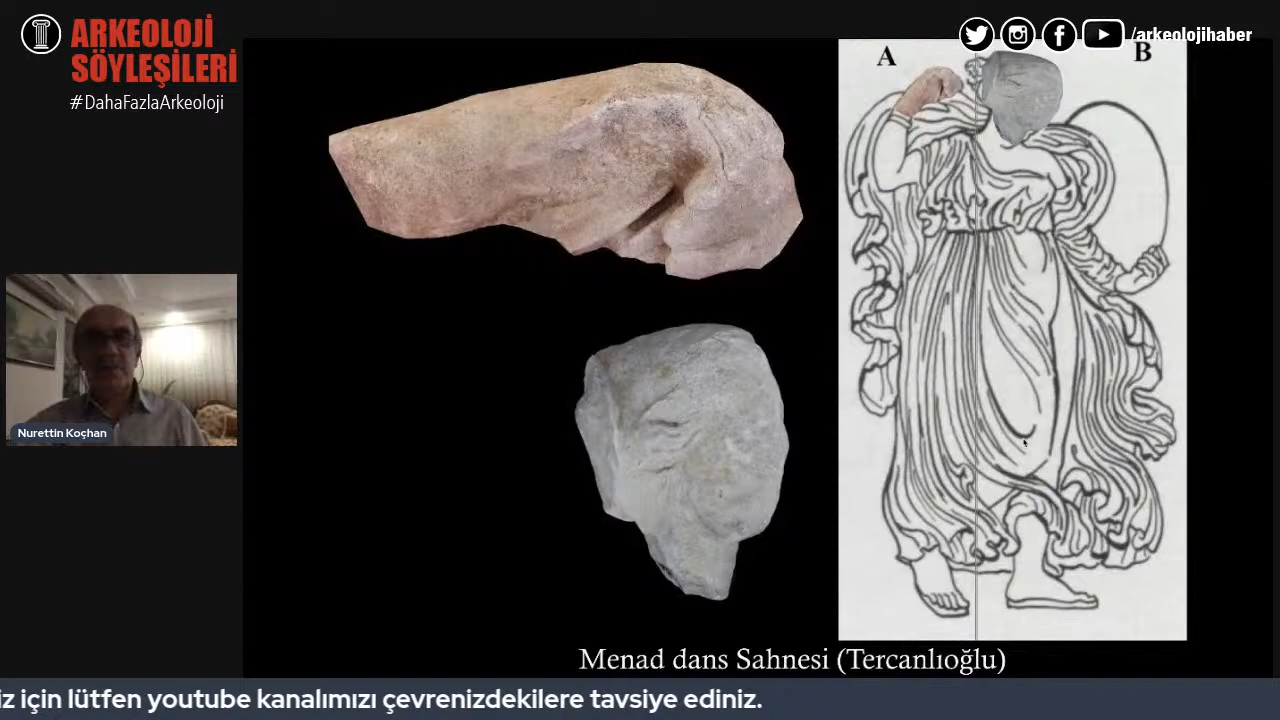 ARKEOLOJİ
SÖYLEŞİLERİ
#DahaFazlaArkeoloji
/arkeolojihaber
A
B
Nurettin Koçhan
Menad dans Sahnesi (Tercanlıoğlu)
iz için lütfen youtube kanalımızı çevrenizdekilere tavsiye ediniz.